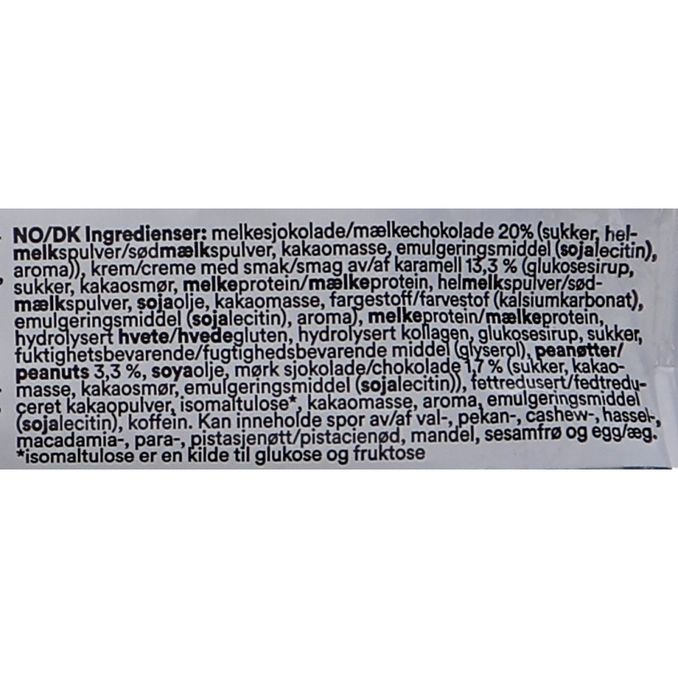 NO/DK Ingredienser: melkesjokolade/mælkechokolade 20% (sukker, hel-
melkspulver/sødmælkspulver, kakaomasse, emulgeringsmiddel (sojalecitin),
aroma)), krem/creme med smak/smag av/af karamell 13,3 % (glukosesirup,
sukker, kakaosmør, melkeprotein/mælkeprotein, helmelkspulver/sød-
mælkspulver, sojaolje, kakaomasse, fargestoff/farvestof (kalsiumkarbonat),
emulgeringsmiddel (sojalecitin), aroma), melkeprotein/mælkeprotein,
hydrolysert hvete/hvedegluten, hydrolysert kollagen, glukosesirup, sukker,
fuktighetsbevarende/fugtighedsbevarende middel (glyserol), peanøtter/
peanuts 3,3 %, soyaolje, mørk sjokolade/chokolade 1,7 % (sukker, kakao-
masse, kakaosmør, emulgeringsmiddel (sojalecitin)), fettredusert/fedtredu-
ceret kakaopulver, isomaltulose*, kakaomasse, aroma, emulgeringsmiddel
(sojalecitin), koffein. Kan inneholde spor av/af val-, pekan-, cashew-, hassel-,
macadamia-, para-, pistasjenøtt/pistacienød, mandel, sesamfrø og egg/æg.
*isomaltulose er en kilde til glukose og fruktose